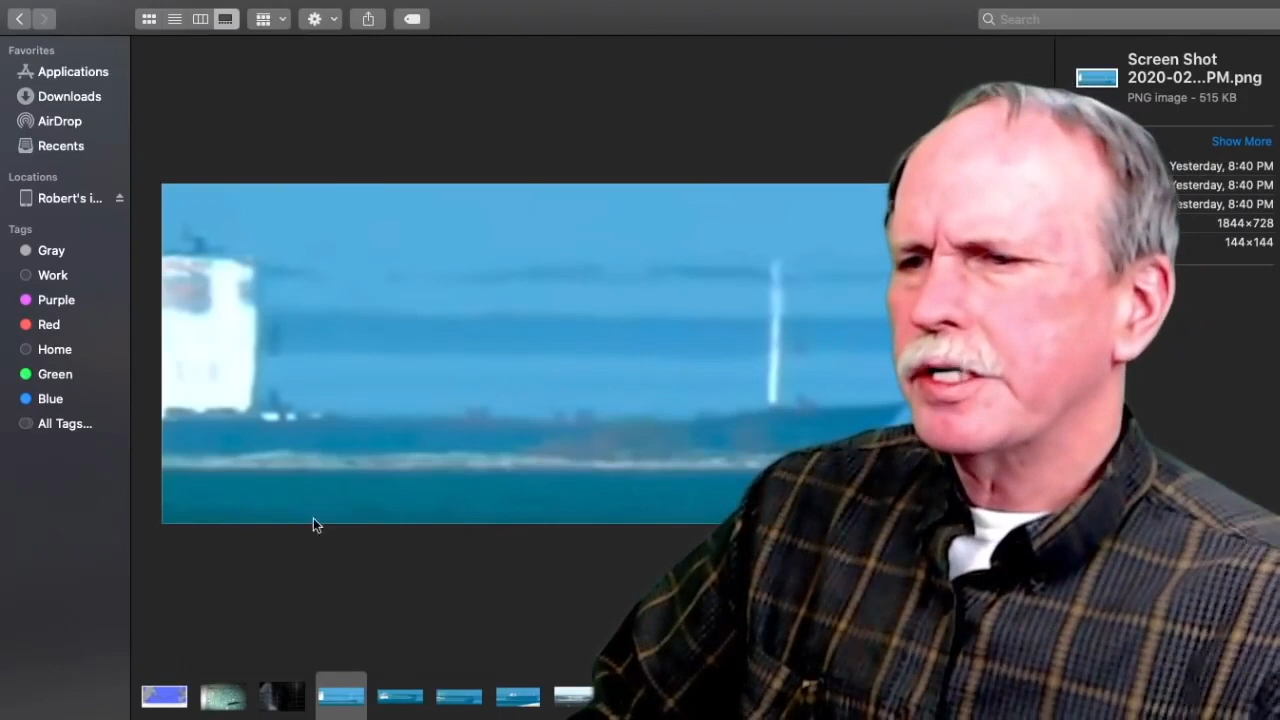 Search
Favorites
Applications
Downloads
AirDrop
Recents
Locations
Robert's i...
Tags
Gray
Work
Purple
Red
Home
Green
Blue
All Tags...
Screen Shot
2020-02...PM.png
PNG image - 515 KB
Show More
Yesterday, 8:40 PM
Yesterday, 8:40 PM
Yesterday, 8:40 PM
1844×728
144×144